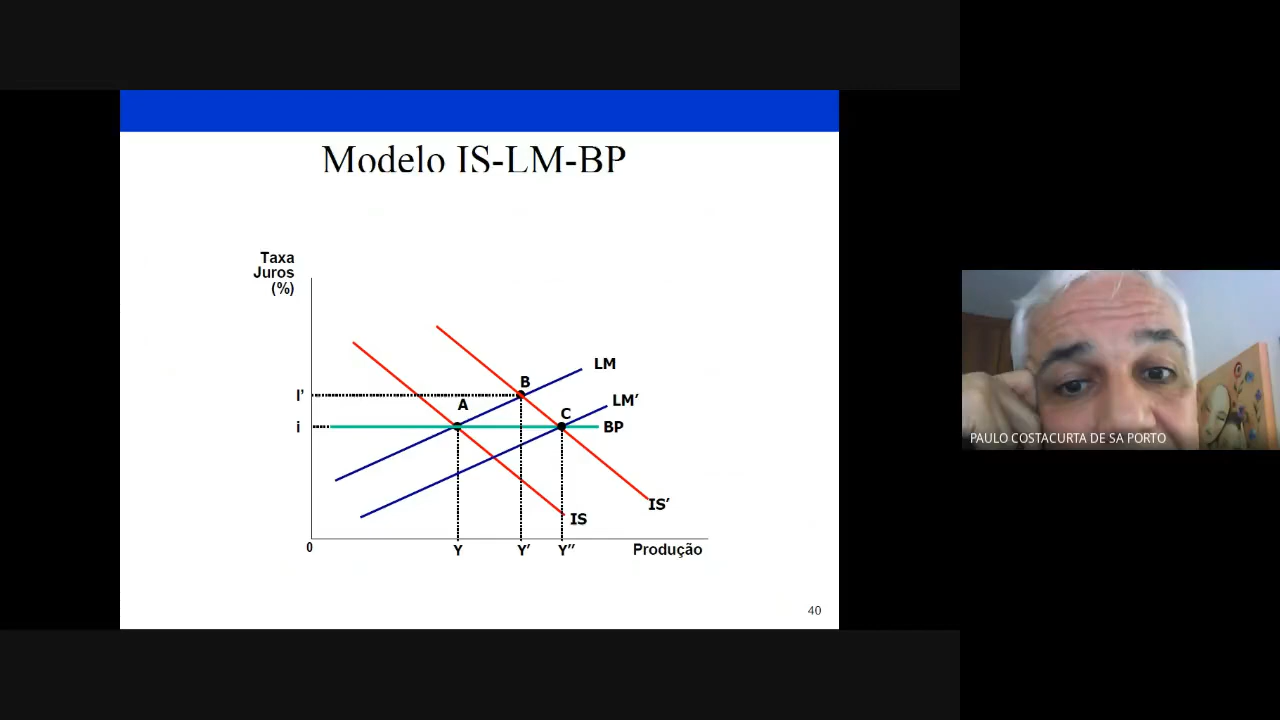 Modelo IS-LM-BP
Taxa
Juros
(%)
LM
B
I’
LM’
A
C
i
BP
IS’
IS
0
Y
Y’
Y’’
Produção
40
PAULO COSTACURTA DE SA PORTO